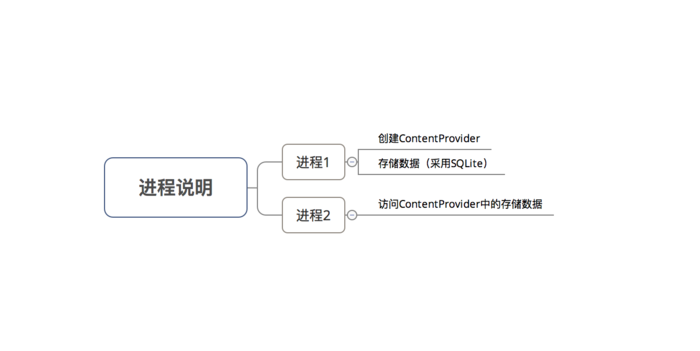 进程说明
进程1
创建ContentProvider
存储数据（采用SQLite）
进程2
访问ContentProvider中的存储数据